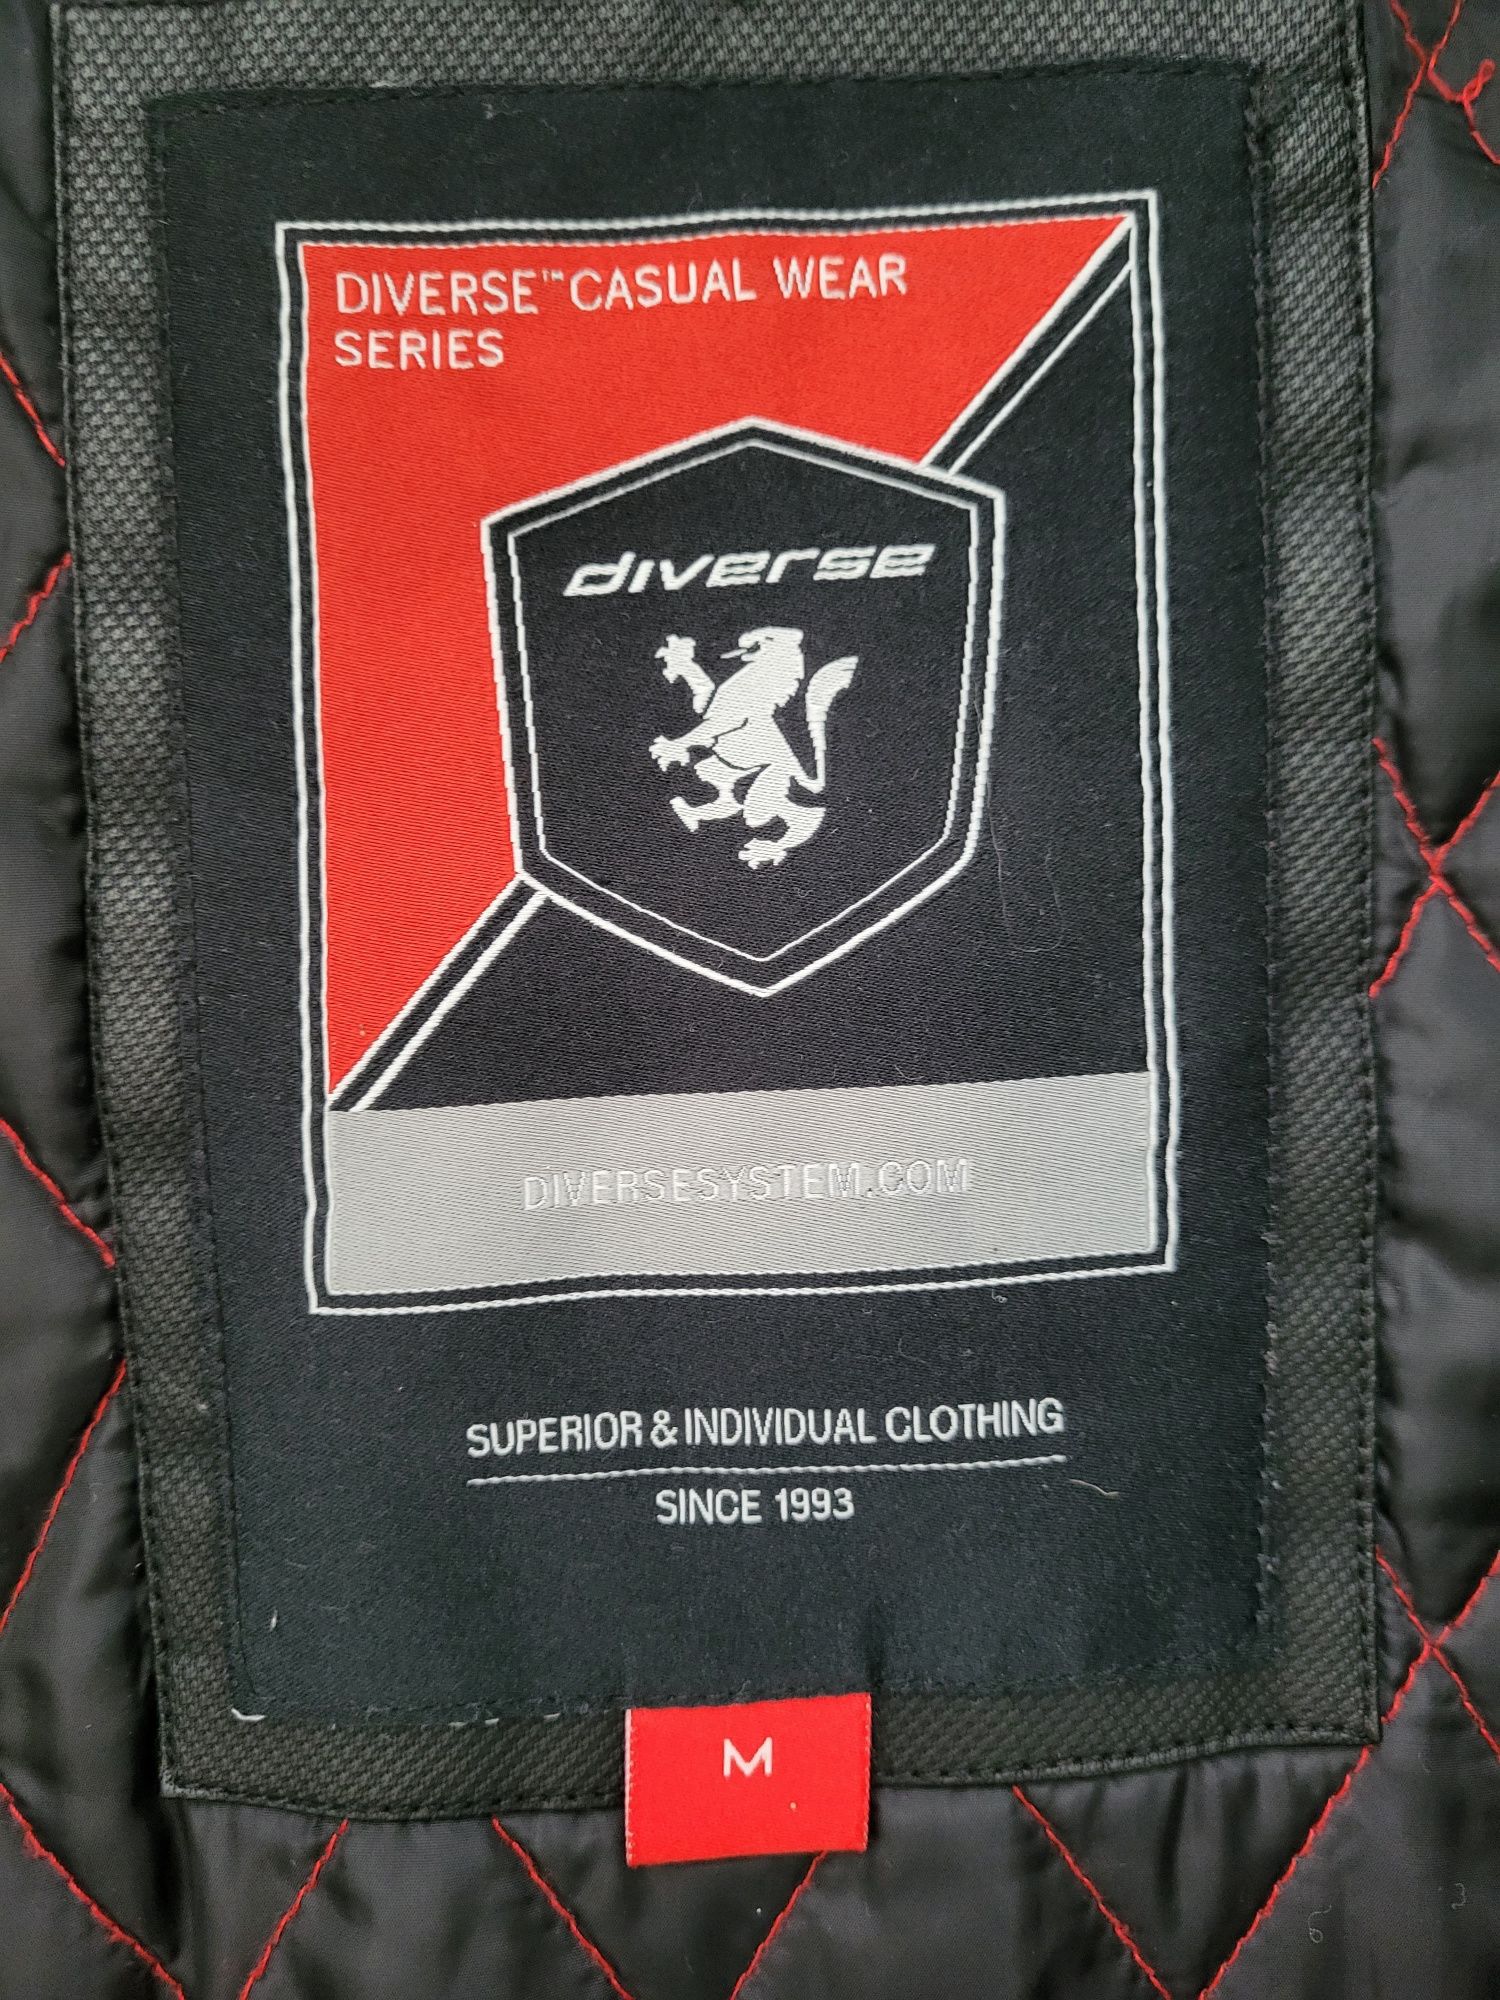 DIVERSE™ CASUAL WEAR
SERIES
diverse
DIVERSESYSTEM.COM
SUPERIOR & INDIVIDUAL CLOTHING
SINCE 1993
M